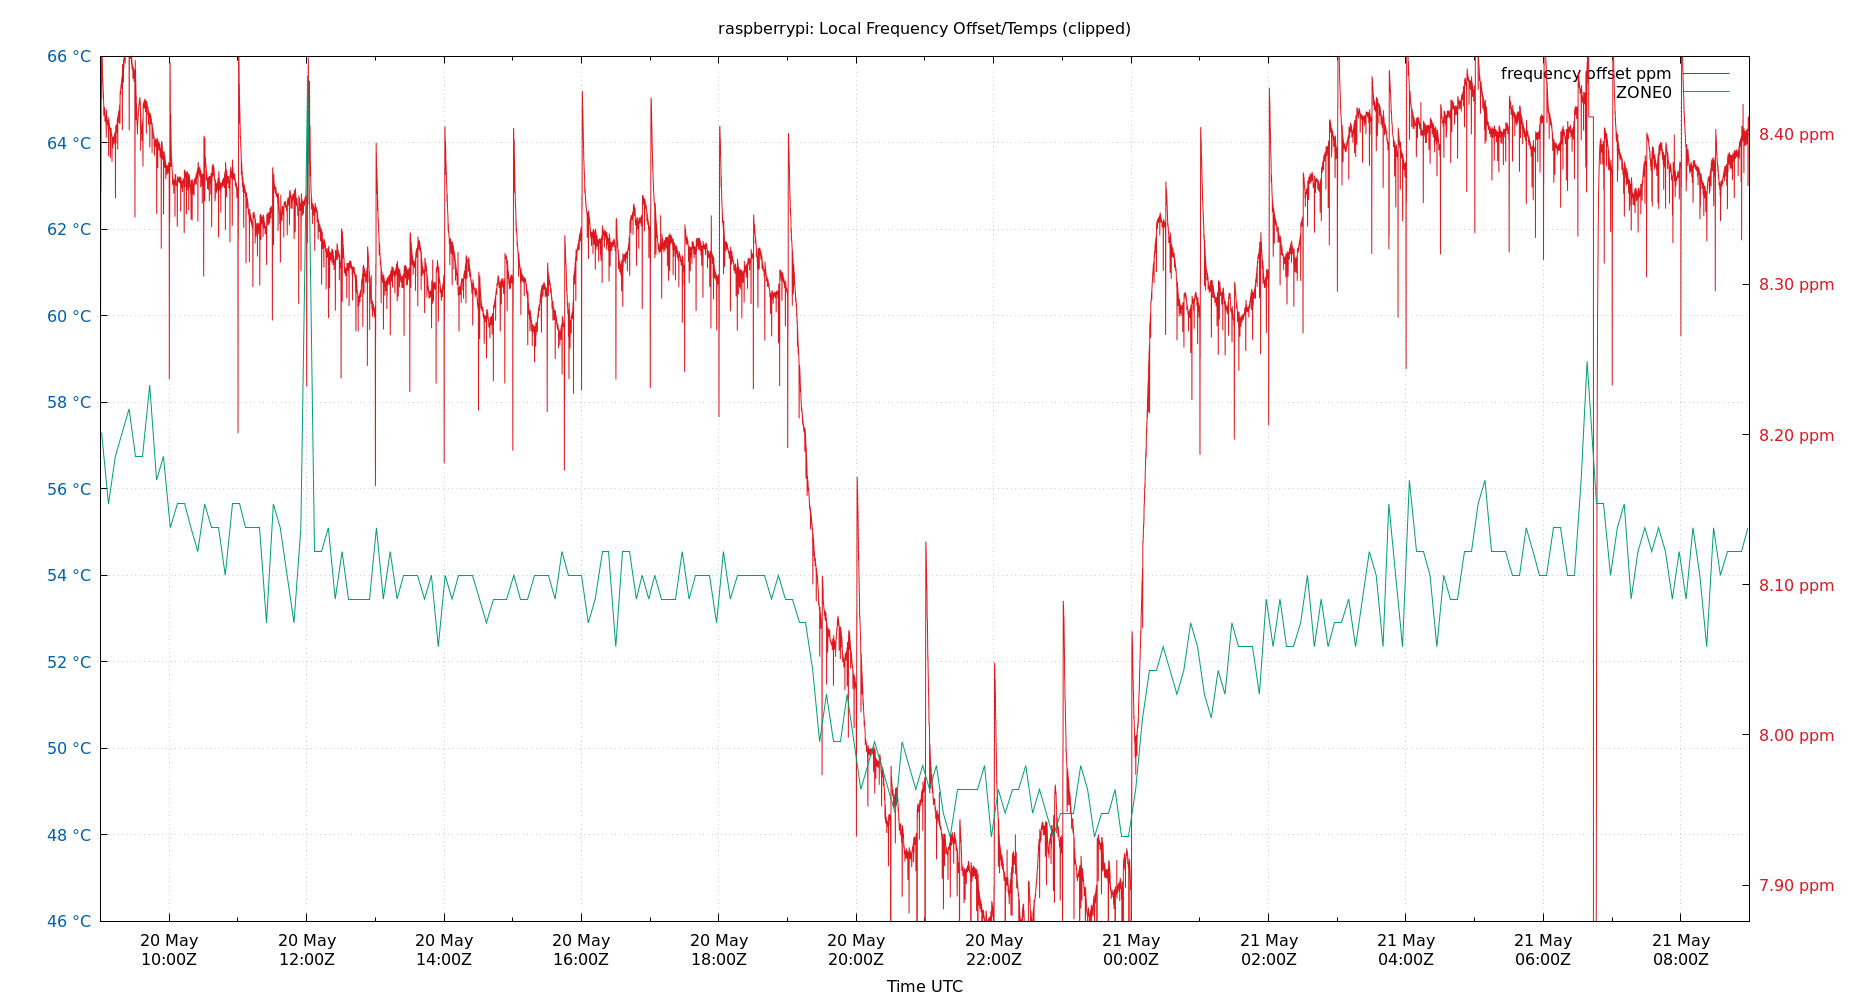 raspberrypi: Local Frequency Offset/Temps (clipped)
66 °C
64 °C
62 °C
60 °C
58 °C
56 °C
54 °C
52 °C
50 °C
48 °C
46 °C
frequency offset ppm
ZONE0
8.40 ppm
8.30 ppm
8.20 ppm
8.10 ppm
8.00 ppm
7.90 ppm
20 May 20 May 20 May 20 May 20 May 20 May 20 May 21 May 21 May 21 May 21 May 21 May
10:00Z 12:00Z 14:00Z 16:00Z 18:00Z 20:00Z 22:00Z 00:00Z 02:00Z 04:00Z 06:00Z 08:00Z
Time UTC